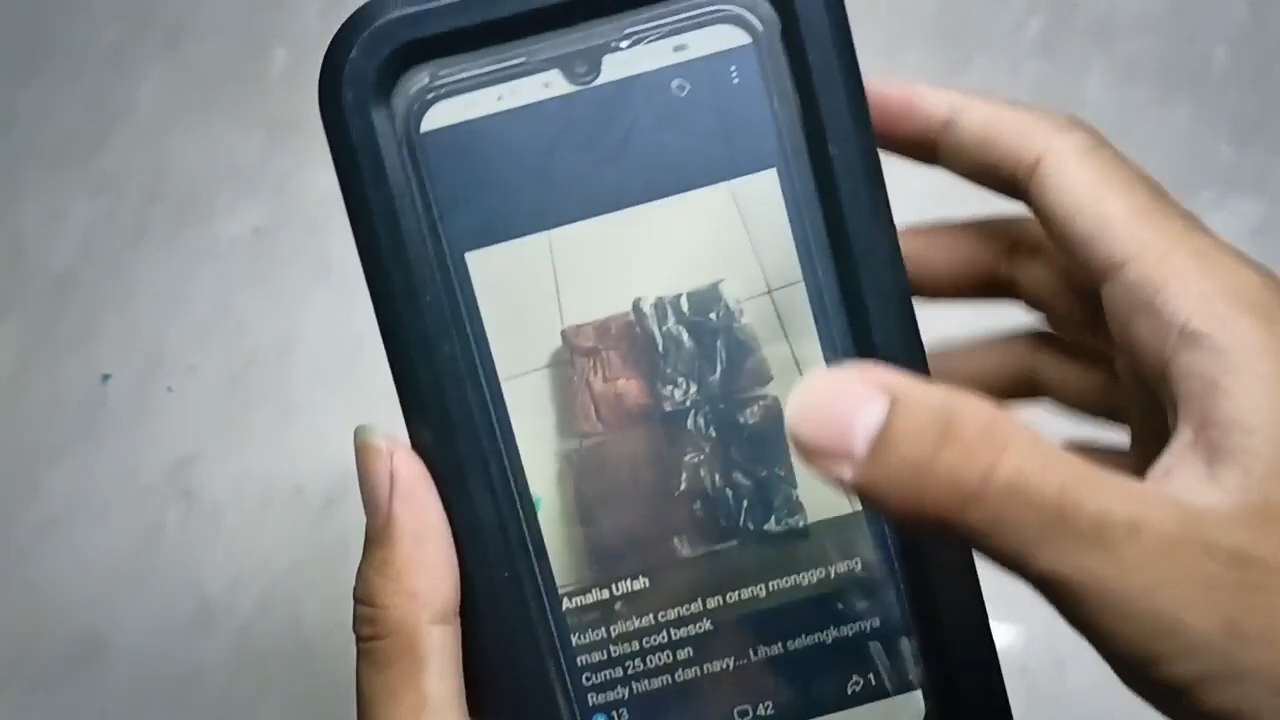 Amalia Ulfah
Kulot plisket cancel an orang monggo yang
mau bisa cod besok
Cuma 25.000 an
Ready hitam dan navy... Lihat selengkapnya
13
42
1